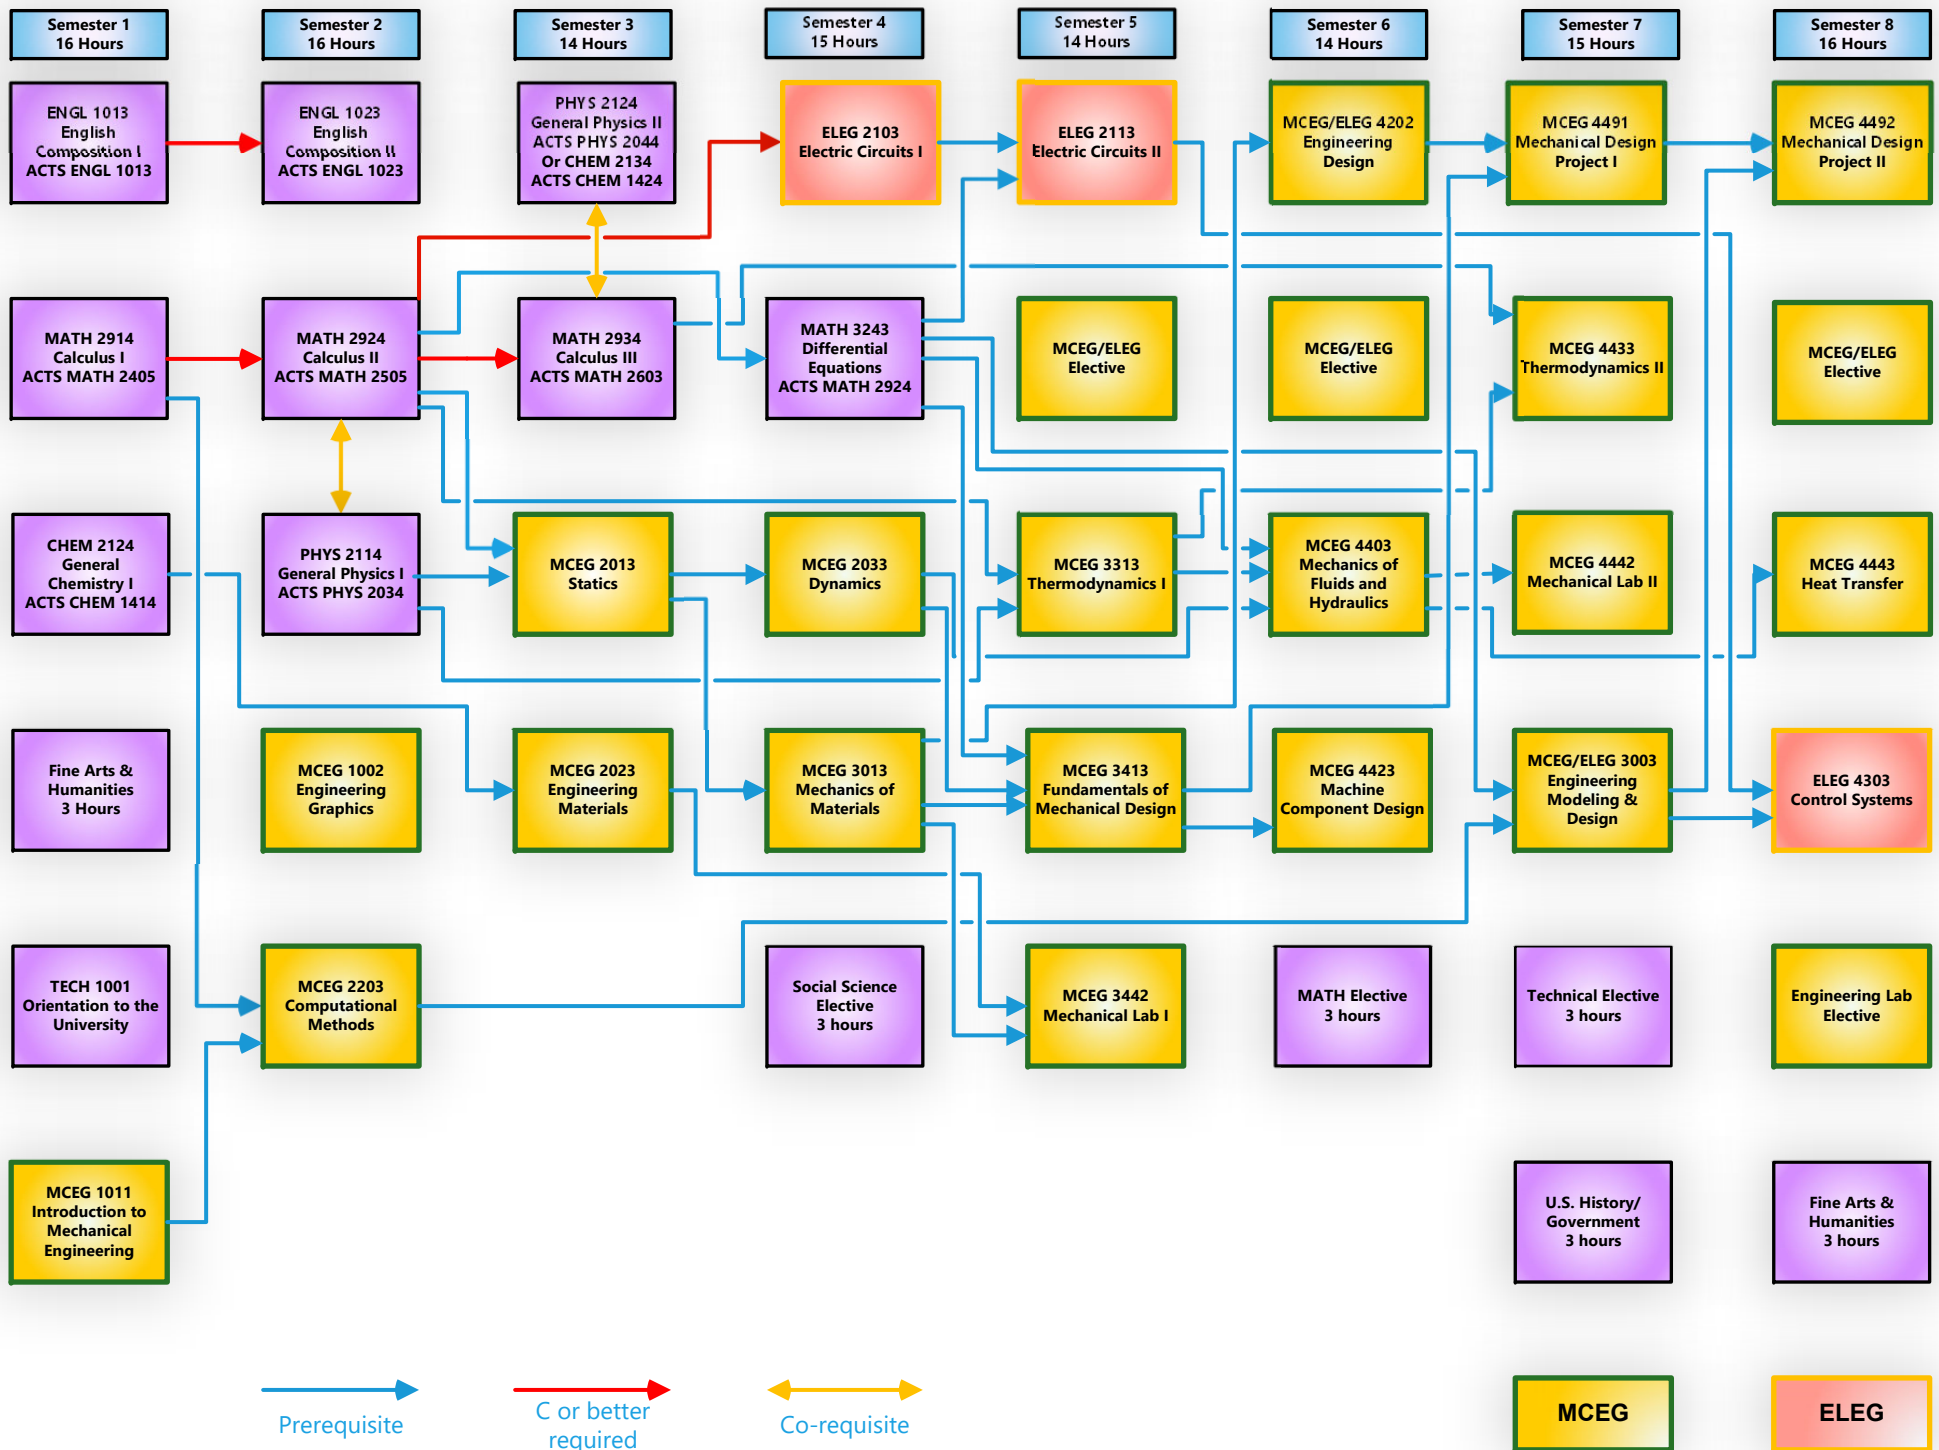 Semester 1
16 Hours
Semester 2
16 Hours
Semester 3
14 Hours
Semester 4
15 Hours
Semester 5
14 Hours
Semester 6
14 Hours
Semester 7
15 Hours
Semester 8
16 Hours
ENGL 1013
English
Composition I
ACTS ENGL 1013
ENGL 1023
English
Composition II
ACTS ENGL 1023
PHYS 2124
General Physics II
ACTS PHYS 2044
Or CHEM 2134
ACTS CHEM 1424
ELEG 2103
Electric Circuits I
ELEG 2113
Electric Circuits II
MCEG/ELEG 4202
Engineering
Design
MCEG 4491
Mechanical Design
Project I
MCEG 4492
Mechanical Design
Project II
MATH 2914
Calculus I
ACTS MATH 2405
MATH 2924
Calculus II
ACTS MATH 2505
MATH 2934
Calculus III
ACTS MATH 2603
MATH 3243
Differential
Equations
ACTS MATH 2924
MCEG/ELEG
Elective
MCEG/ELEG
Elective
MCEG 4433
Thermodynamics II
MCEG/ELEG
Elective
CHEM 2124
General
Chemistry I
ACTS CHEM 1414
PHYS 2114
General Physics I
ACTS PHYS 2034
MCEG 2013
Statics
MCEG 2033
Dynamics
MCEG 3313
Thermodynamics I
MCEG 4403
Mechanics of
Fluids and
Hydraulics
MCEG 4442
Mechanical Lab II
MCEG 4443
Heat Transfer
Fine Arts &
Humanities
3 Hours
MCEG 1002
Engineering
Graphics
MCEG 2023
Engineering
Materials
MCEG 3013
Mechanics of
Materials
MCEG 3413
Fundamentals of
Mechanical Design
MCEG 4423
Machine
Component Design
MCEG/ELEG 3003
Engineering
Modeling &
Design
ELEG 4303
Control Systems
TECH 1001
Orientation to the
University
MCEG 2203
Computational
Methods
Social Science
Elective
3 hours
MCEG 3442
Mechanical Lab I
MATH Elective
3 hours
Technical Elective
3 hours
Engineering Lab
Elective
MCEG 1011
Introduction to
Mechanical
Engineering
U.S. History/
Government
3 hours
Fine Arts &
Humanities
3 hours
Prerequisite
C or better
required
Co-requisite
MCEG
ELEG